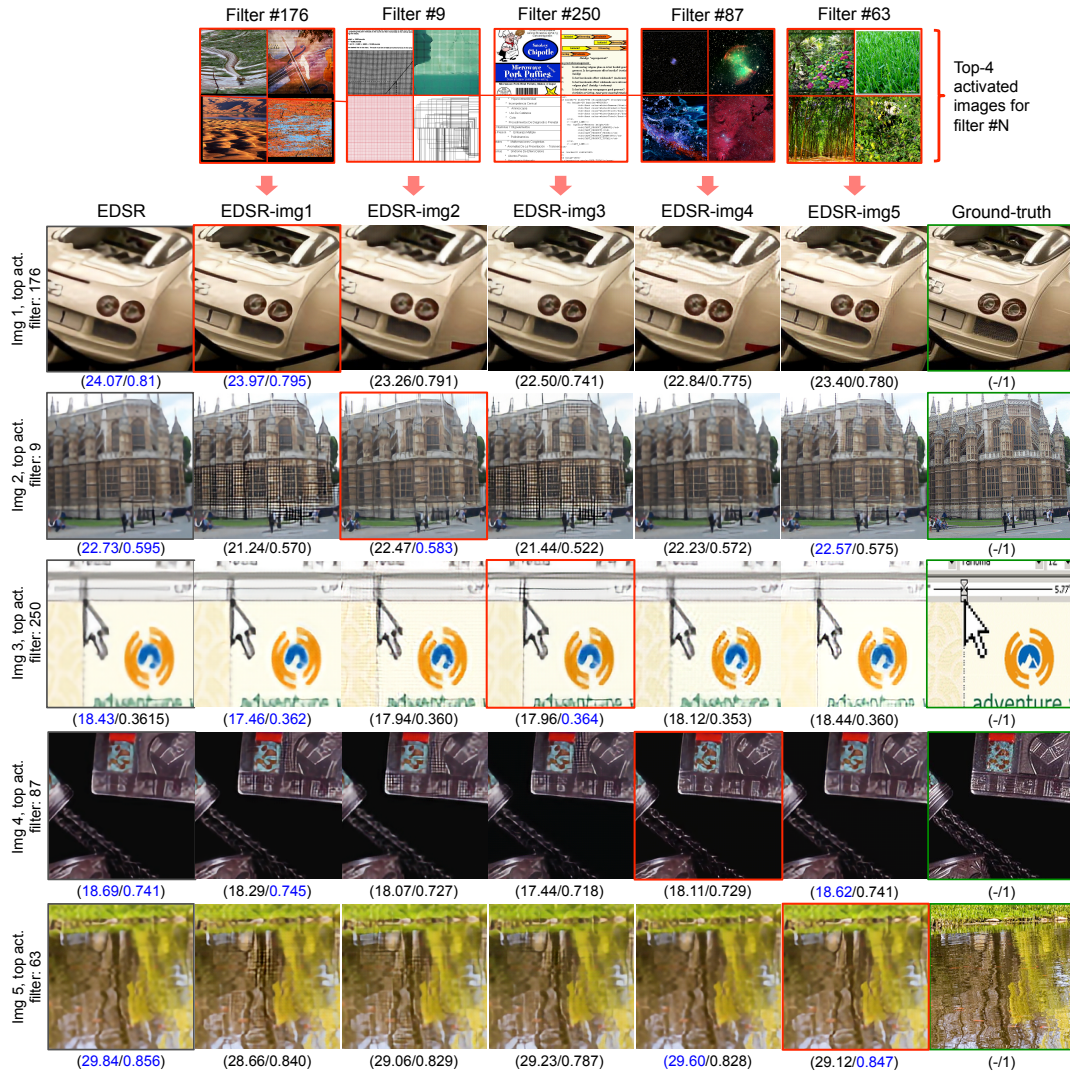 Filter #176 Filter #9 Filter #250 Filter #87 Filter #63
Smokey
Chipotle
Microwave
Pork Puffies
Top-4
activated
images for
filter #N
EDSR EDSR-img1 EDSR-img2 EDSR-img3 EDSR-img4 EDSR-img5 Ground-truth
Img 1, top act.
filter: 176
(24.07/0.81) (23.97/0.795) (23.26/0.791) (22.50/0.741) (22.84/0.775) (23.40/0.780) (-/1)
Img 2, top act.
filter: 9
(22.73/0.595) (21.24/0.570) (22.47/0.583) (21.44/0.522) (22.23/0.572) (22.57/0.575) (-/1)
Img 3, top act.
filter: 250
5.77
adventure
(18.43/0.3615) (17.46/0.362) (17.94/0.360) (17.96/0.364) (18.12/0.353) (18.44/0.360) (-/1)
Img 4, top act.
filter: 87
(18.69/0.741) (18.29/0.745) (18.07/0.727) (17.44/0.718) (18.11/0.729) (18.62/0.741) (-/1)
Img 5, top act.
filter: 63
(29.84/0.856) (28.66/0.840) (29.06/0.829) (29.23/0.787) (29.60/0.828) (29.12/0.847) (-/1)